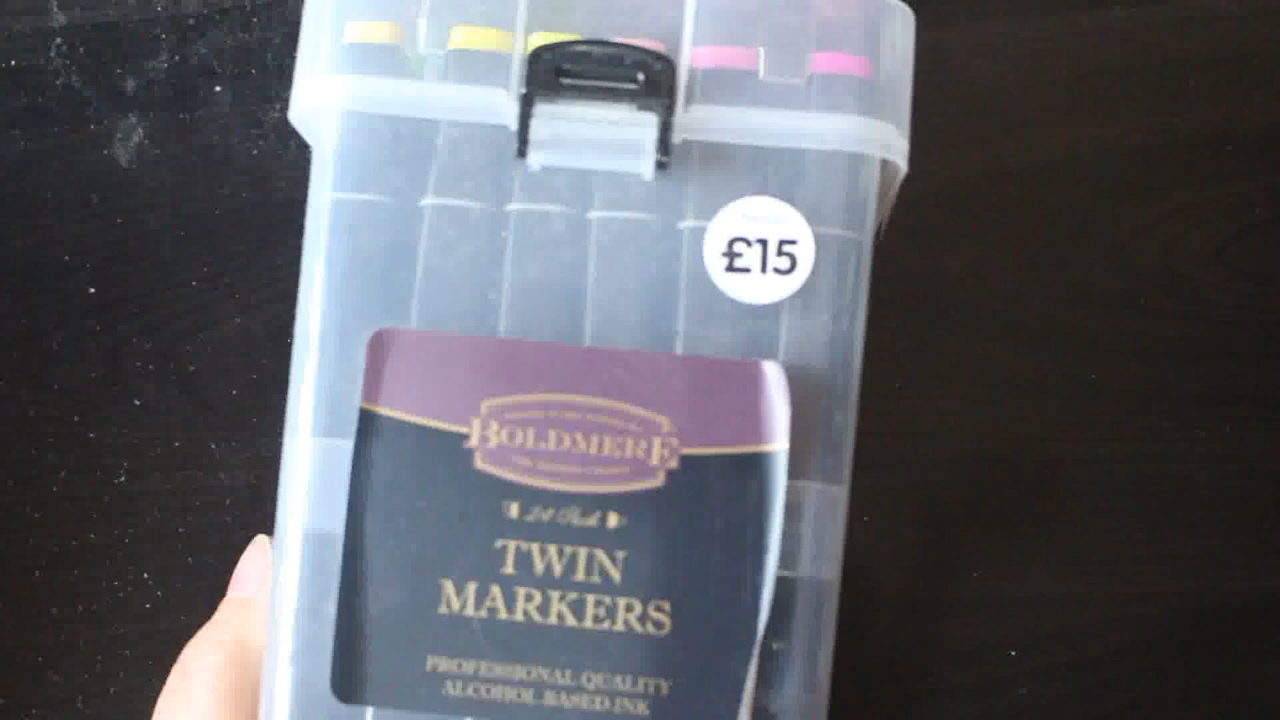 £15
BOLDMERE
24 Pack
TWIN
MARKERS
PROFESSIONAL QUALITY
ALCOHOL BASED INK